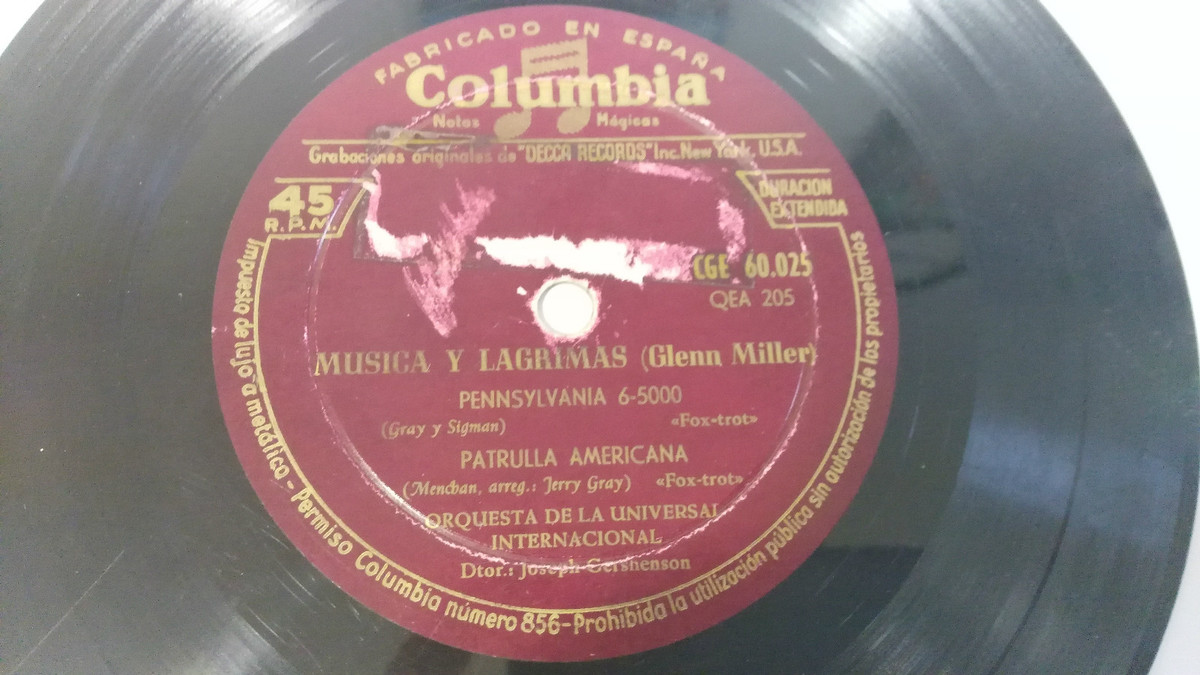 FABRICADO EN ESPAÑA
Columbia
Notas Mágicas
Grabaciones originales de "DECCA RECORDS" Inc. New York, U.S.A.
45
R.P.M.
DURACION
EXTENDIDA
CGE 60.025
QEA 205
MUSICA Y LAGRIMAS (Glenn Miller)
PENNSYLVANIA 6-5000
(Gray y Sigman) «Fox-trot»
PATRULLA AMERICANA
(Mencban, arreg.: Jerry Gray) «Fox-trot»
ORQUESTA DE LA UNIVERSAL
INTERNACIONAL
Dtor.: Joseph Gershenson
Impuesto de lujo a metálico - Permiso Columbia número 856 - Prohibida la utilización pública sin autorización de los propietarios